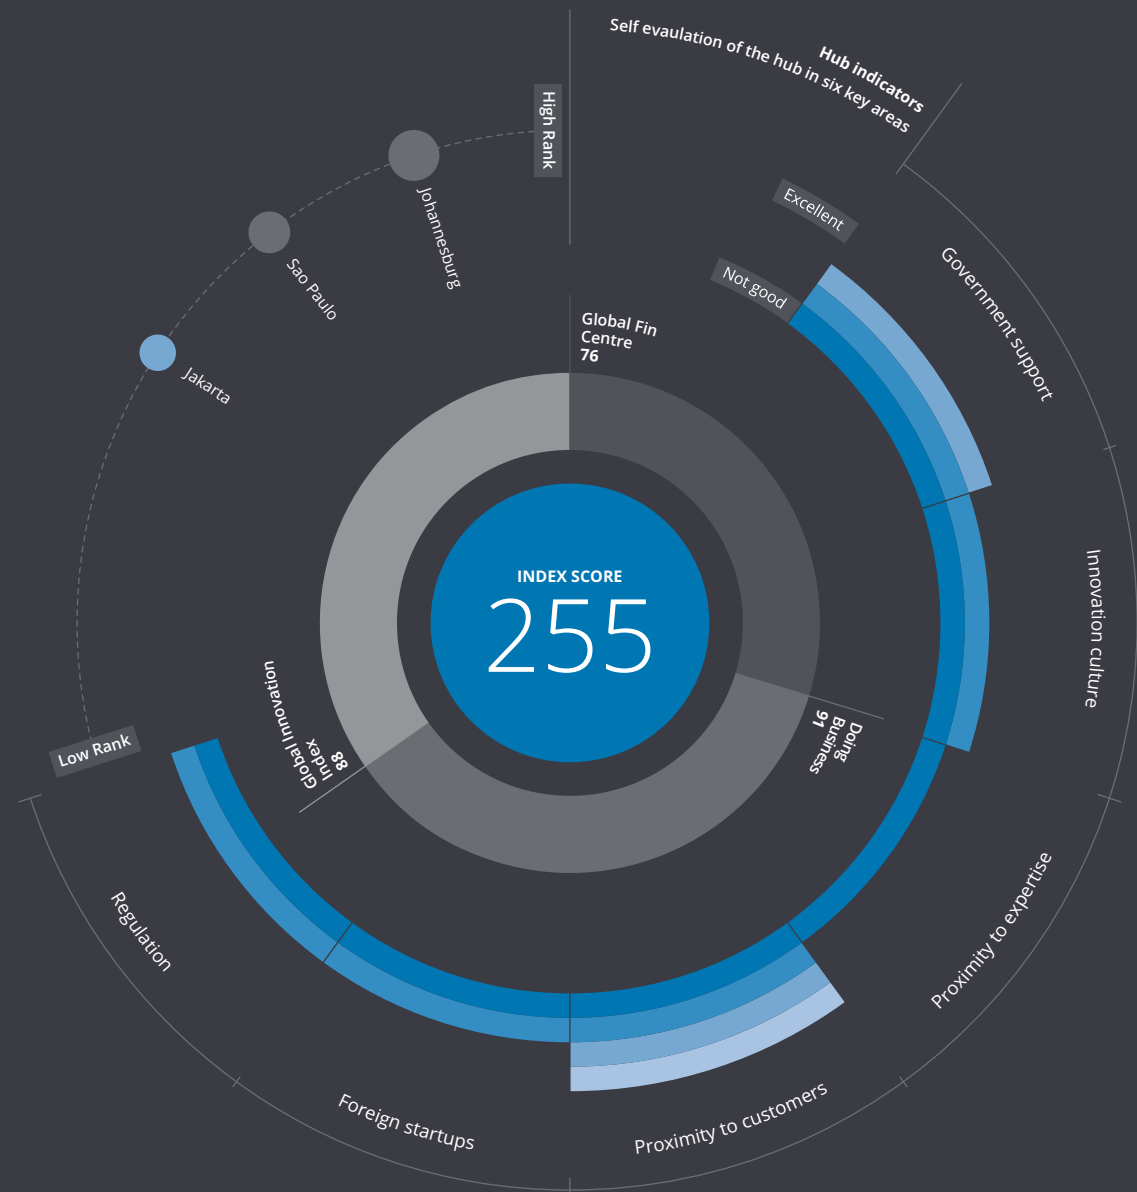 Hub indicators
Self evaulation of the hub in six key areas
High Rank
Johannesburg
Sao Paulo
Jakarta
Low Rank
Excellent
Not good
Government support
Innovation culture
Proximity to expertise
Proximity to customers
Foreign startups
Regulation
Global Fin
Centre
76
Doing
Business
91
Global Innovation
Index
88
INDEX SCORE
255